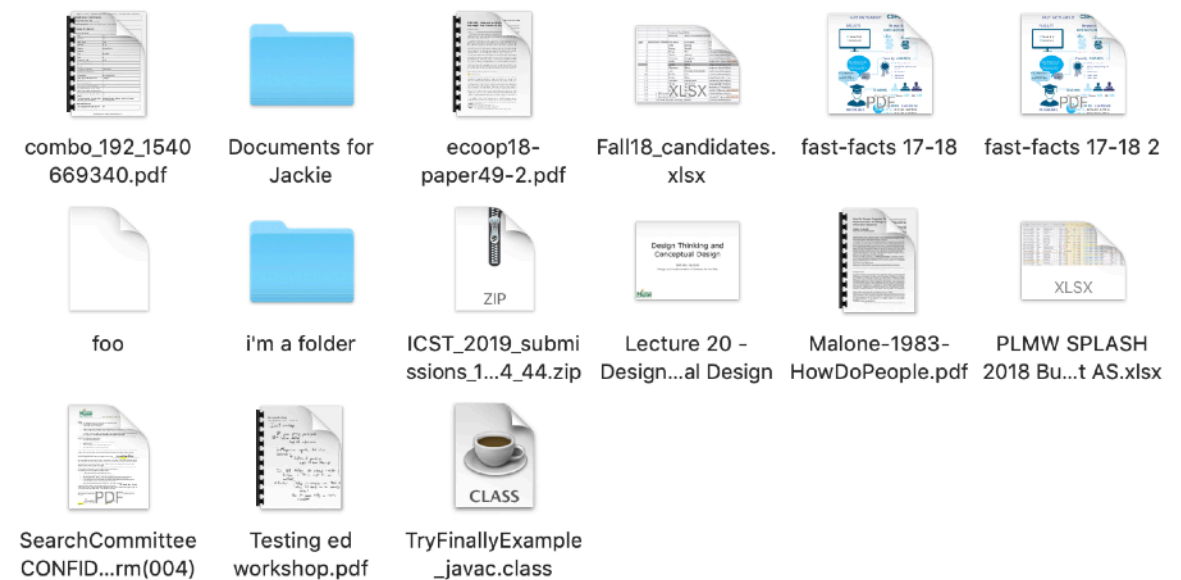 XLSX
PDF
PDF
combo_192_1540
669340.pdf
Documents for
Jackie
ecoop18-
paper49-2.pdf
Fall18_candidates.
xlsx
fast-facts 17-18
fast-facts 17-18 2
ZIP
Design Thinking and
Conceptual Design
XLSX
foo
i'm a folder
ICST_2019_submi
ssions_1...4_44.zip
Lecture 20 -
Design...al Design
Malone-1983-
HowDoPeople.pdf
PLMW SPLASH
2018 Bu...t AS.xlsx
PDF
CLASS
SearchCommittee
CONFID...rm(004)
Testing ed
workshop.pdf
TryFinallyExample
_javac.class